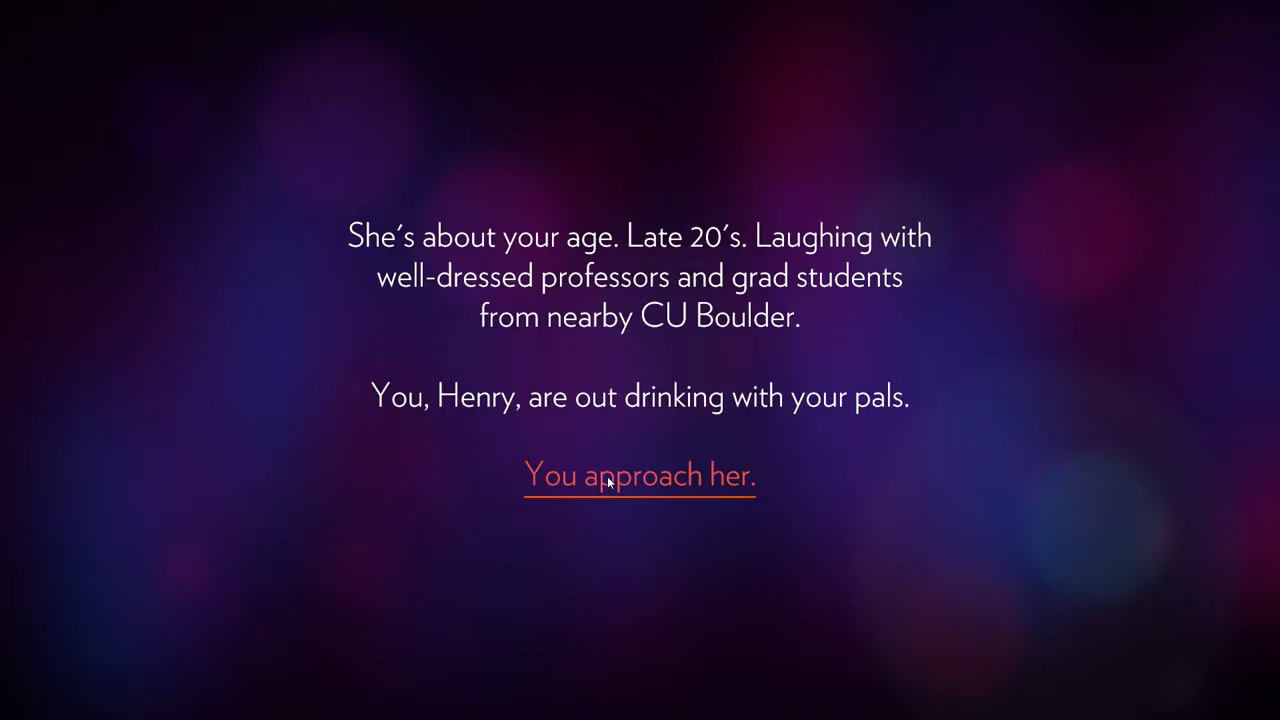 She's about your age. Late 20's. Laughing with
well-dressed professors and grad students
from nearby CU Boulder.
You, Henry, are out drinking with your pals.
You approach her.